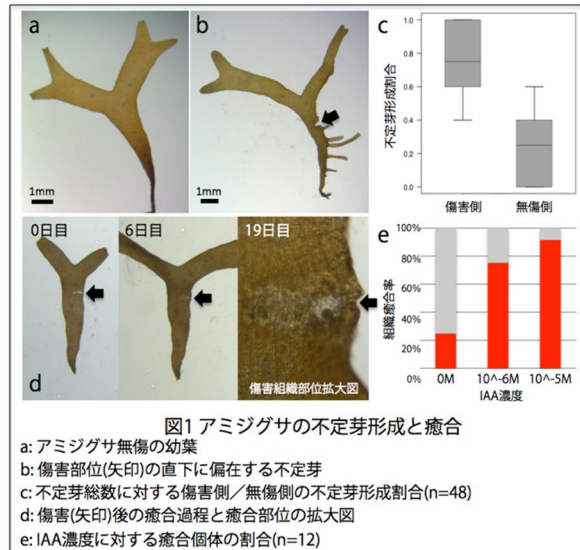 a
b
c
1mm
1mm
不定芽形成割合
1.0
0.8
0.6
0.4
0.2
0.0
傷害側
無傷側
0日目
6日目
19日目
d
傷害組織部位拡大図
e
組織癒合率
100%
80%
60%
40%
20%
0%
0M
10^-6M
10^-5M
IAA濃度
図1 アミジグサの不定芽形成と癒合
a: アミジグサ無傷の幼葉
b: 傷害部位(矢印)の直下に偏在する不定芽
c: 不定芽総数に対する傷害側／無傷側の不定芽形成割合(n=48)
d: 傷害(矢印)後の癒合過程と癒合部位の拡大図
e: IAA濃度に対する癒合個体の割合(n=12)